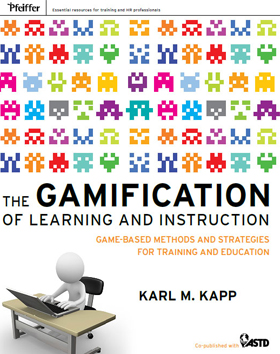 Pfeiffer
Essential resources for training and HR professionals
THE GAMIFICATION
OF LEARNING AND INSTRUCTION
GAME-BASED METHODS AND STRATEGIES
FOR TRAINING AND EDUCATION
KARL M. KAPP
Co-published with ASTD